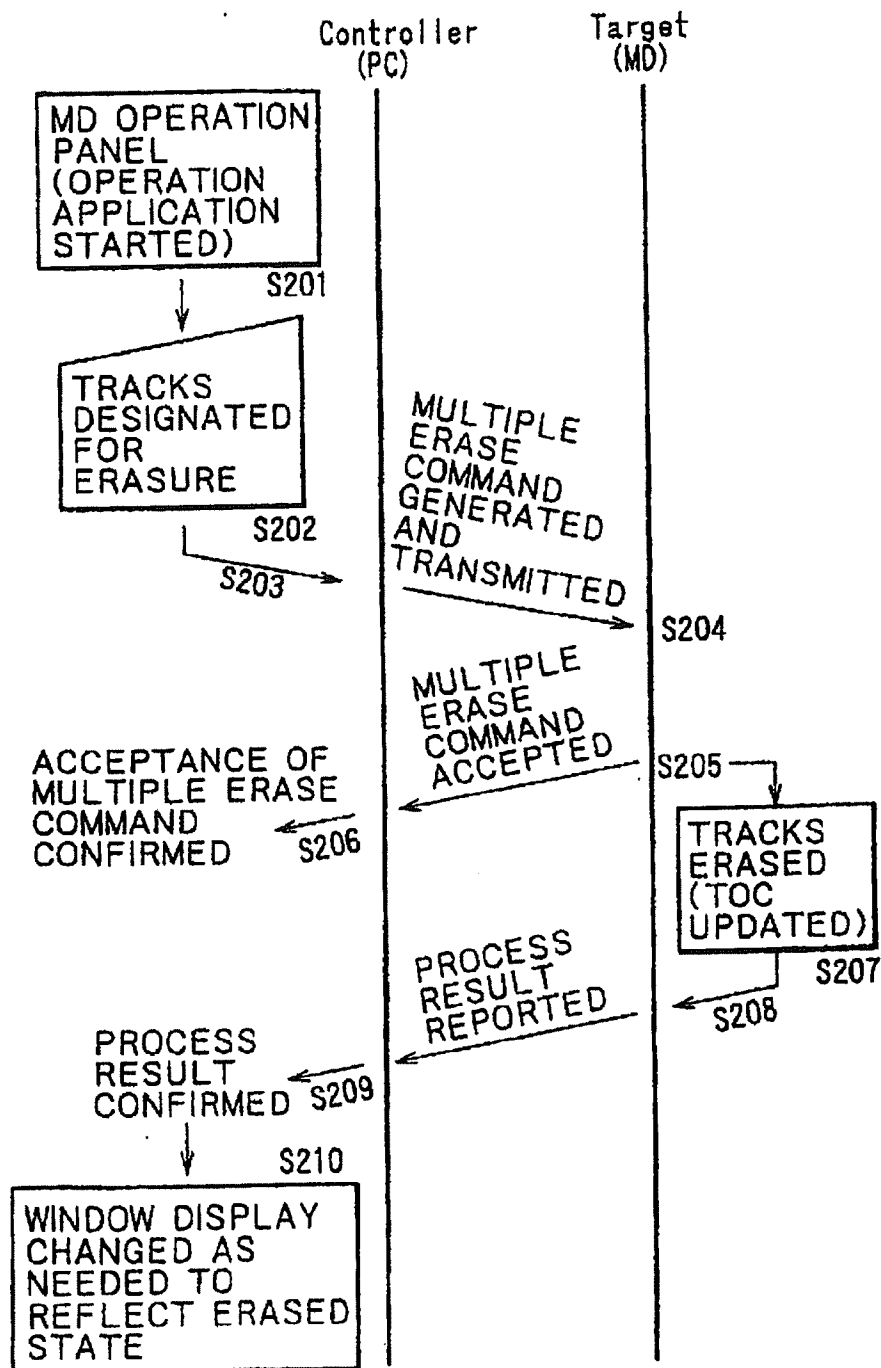 Controller
(PC)
Target
(MD)
MD OPERATION
PANEL
(OPERATION
APPLICATION
STARTED)
S201
TRACKS
DESIGNATED
FOR
ERASURE
S202
S203
MULTIPLE
ERASE
COMMAND
GENERATED
AND
TRANSMITTED
S204
MULTIPLE
ERASE
COMMAND
ACCEPTED
S205
ACCEPTANCE OF
MULTIPLE ERASE
COMMAND
CONFIRMED
S206
TRACKS
ERASED
(TOC
UPDATED)
S207
S208
PROCESS
RESULT
REPORTED
PROCESS
RESULT
CONFIRMED
S209
S210
WINDOW DISPLAY
CHANGED AS
NEEDED TO
REFLECT ERASED
STATE